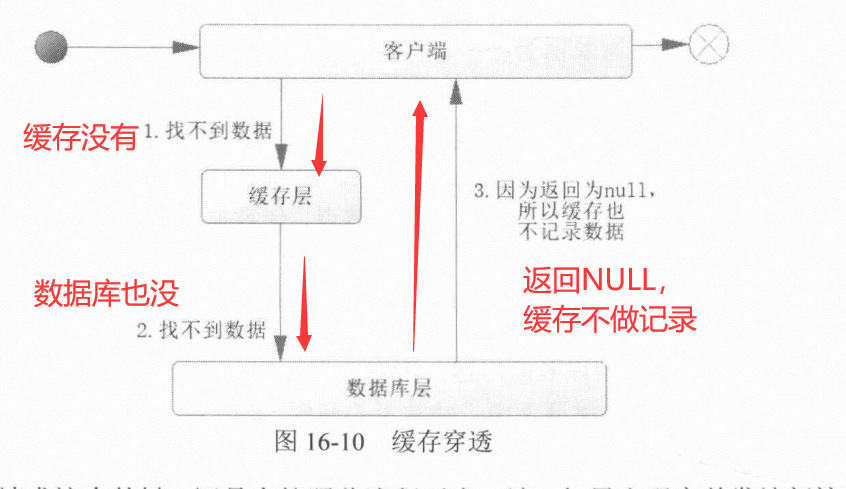 客户端
缓存没有
1.找不到数据
缓存层
3.因为返回为null，
所以缓存也
不记录数据
数据库也没
返回NULL，
缓存不做记录
2.找不到数据
数据库层
图 16-10 缓存穿透